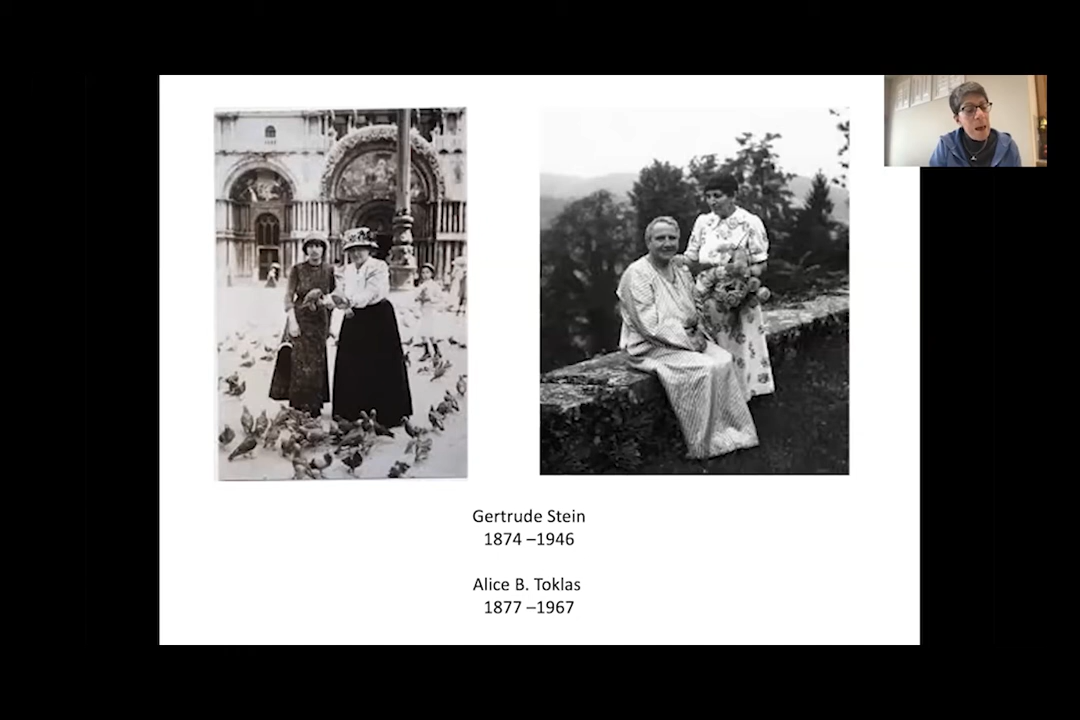 Gertrude Stein
1874 –1946
Alice B. Toklas
1877 –1967